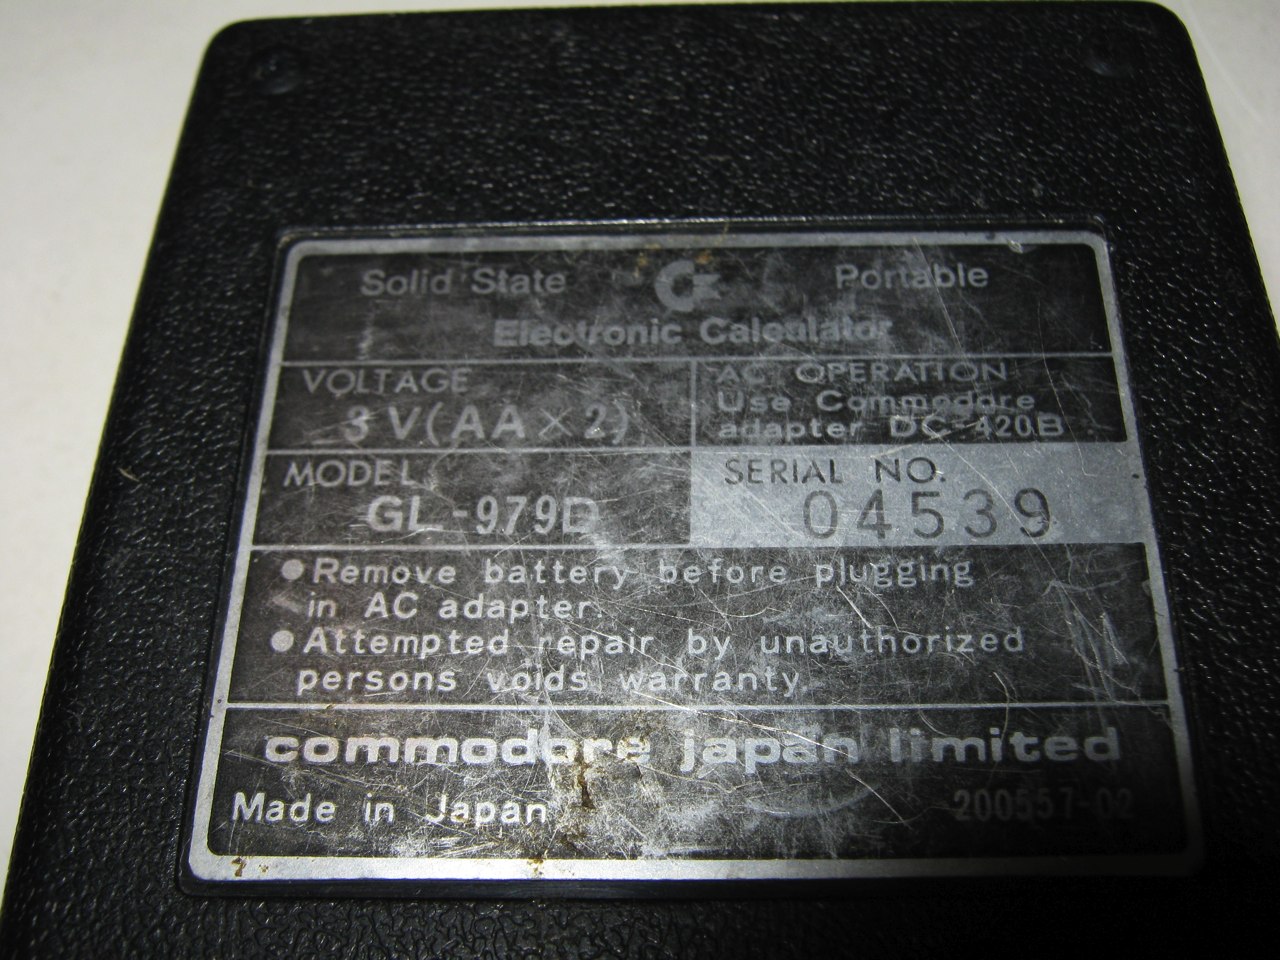 Solid State Portable
Electronic Calculator
VOLTAGE
3 V (AA × 2)
AC OPERATION
Use Commodore
adapter DC-420B
MODEL
GL-979D
SERIAL NO.
04539
● Remove battery before plugging
in AC adapter.
● Attempted repair by unauthorized
persons voids warranty.
commodore japan limited
Made in Japan 200557 02